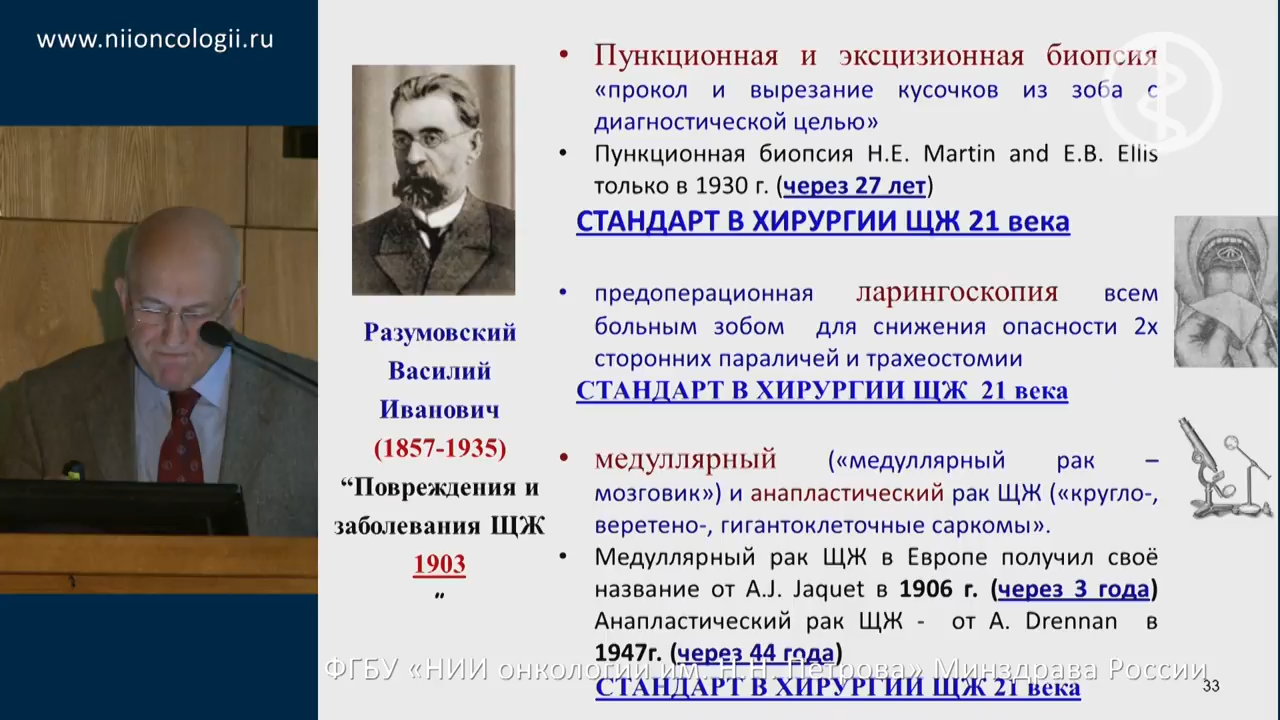 www.niioncologii.ru
Разумовский
Василий
Иванович
(1857-1935)
“Повреждения и
заболевания ЩЖ
1903
“
• Пункционная и эксцизионная биопсия
«прокол и вырезание кусочков из зоба с
диагностической целью»
• Пункционная биопсия H.E. Martin and E.B. Ellis
только в 1930 г. (через 27 лет)
СТАНДАРТ В ХИРУРГИИ ЩЖ 21 века
• предоперационная ларингоскопия всем
больным зобом для снижения опасности 2х
сторонних параличей и трахеостомии
СТАНДАРТ В ХИРУРГИИ ЩЖ 21 века
• медуллярный («медуллярный рак –
мозговик») и анапластический рак ЩЖ («кругло-,
веретено-, гигантоклеточные саркомы».
• Медуллярный рак ЩЖ в Европе получил своё
название от A.J. Jaquet в 1906 г. (через 3 года)
Анапластический рак ЩЖ - от A. Drennan в
1947г. (через 44 года)
ФГБУ «НИИ онкологии им. Н.Н. Петрова» Минздрава России
СТАНДАРТ В ХИРУРГИИ ЩЖ 21 века
33